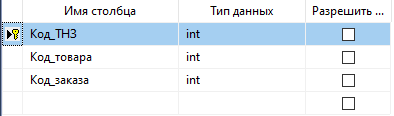 Имя столбца Тип данных Разрешить ...
Код_ТНЗ int
Код_товара int
Код_заказа int